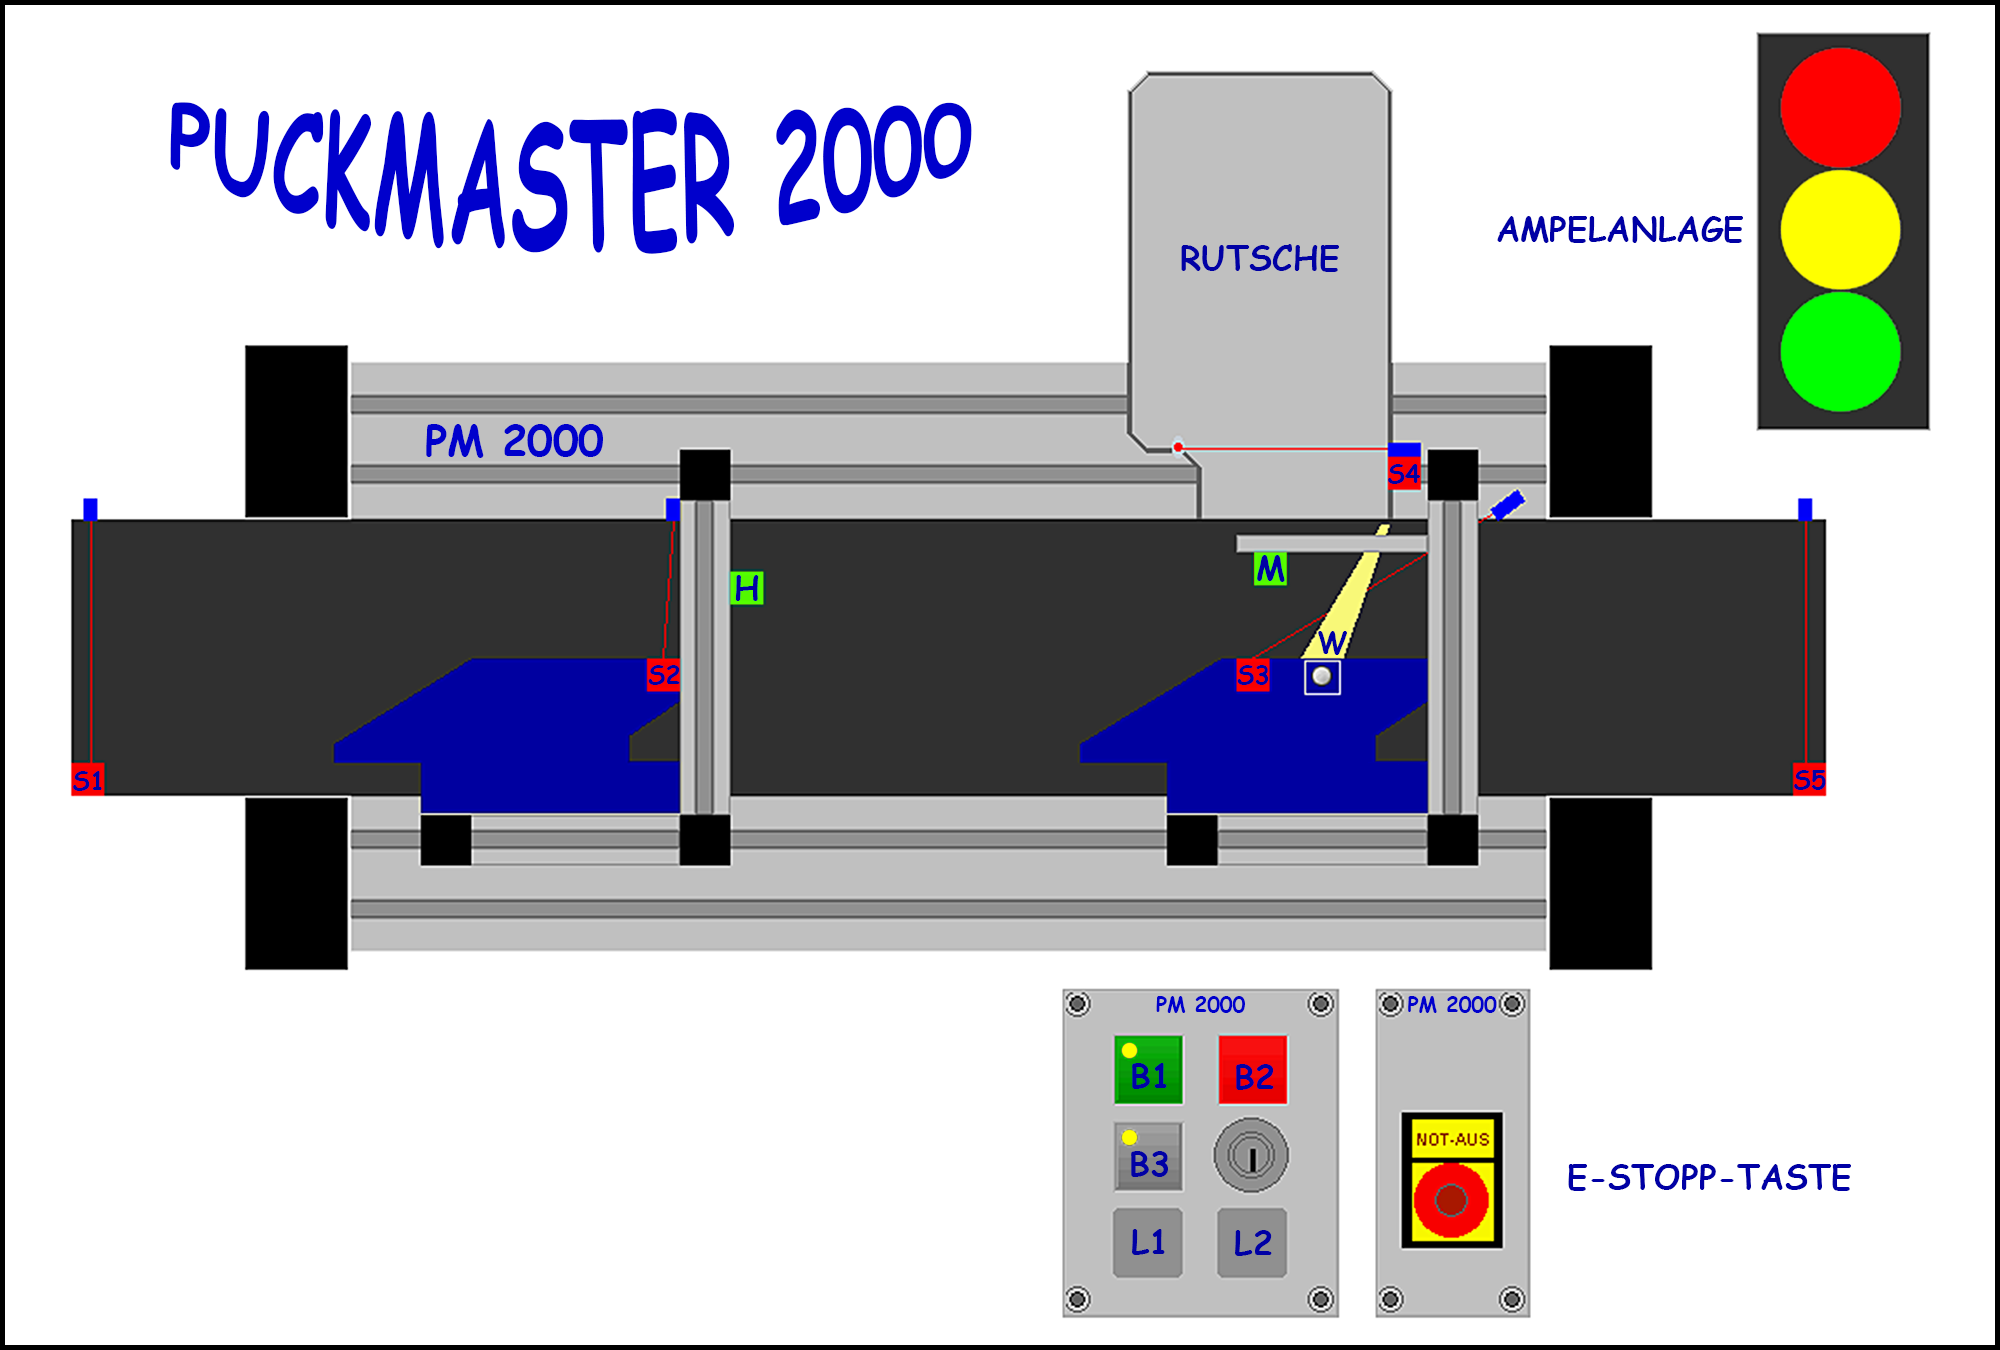 PUCKMASTER 2000
AMPELANLAGE
RUTSCHE
PM 2000
S4
M
H
W
S2
S3
S1
S5
PM 2000
PM 2000
B1
B2
NOT-AUS
B3
E-STOPP-TASTE
L1
L2